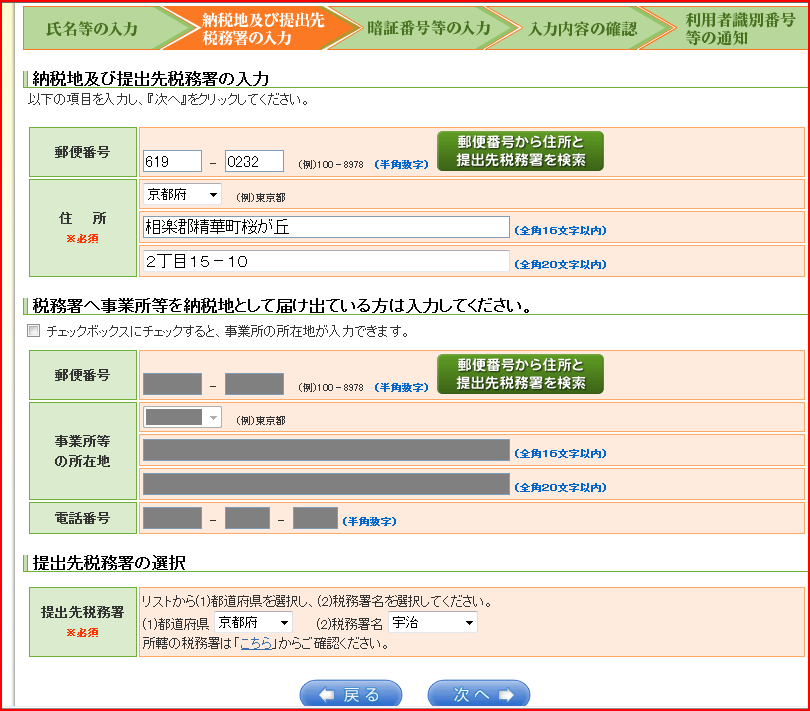 氏名等の入力
納税地及び提出先
税務署等の入力
暗証番号等の入力
入力内容の確認
利用者識別番号
等の通知
納税地及び提出先税務署の入力
以下の項目を入力し、『次へ』をクリックしてください。
郵便番号
619 － 0232 (例)100－8978 (半角数字)
郵便番号から住所と
提出先税務署を検索
住 所
※必須
京都府 (例)東京都
相楽郡精華町桜が丘 (全角16文字以内)
２丁目１５－１０ (全角20文字以内)
税務署へ事業所等を納税地として届け出ている方は入力してください。
チェックボックスにチェックすると、事業所の所在地が入力できます。
郵便番号
－ (例)100－8978 (半角数字)
郵便番号から住所と
提出先税務署を検索
事業所等
の所在地
(例)東京都
(全角16文字以内)
(全角20文字以内)
電話番号
－ － (半角数字)
提出先税務署の選択
提出先税務署
※必須
リストから(1)都道府県を選択し、(2)税務署名を選択してください。
(1)都道府県 京都府 (2)税務署名 宇治
所轄の税務署は「こちら」からご確認ください。
戻る 次へ